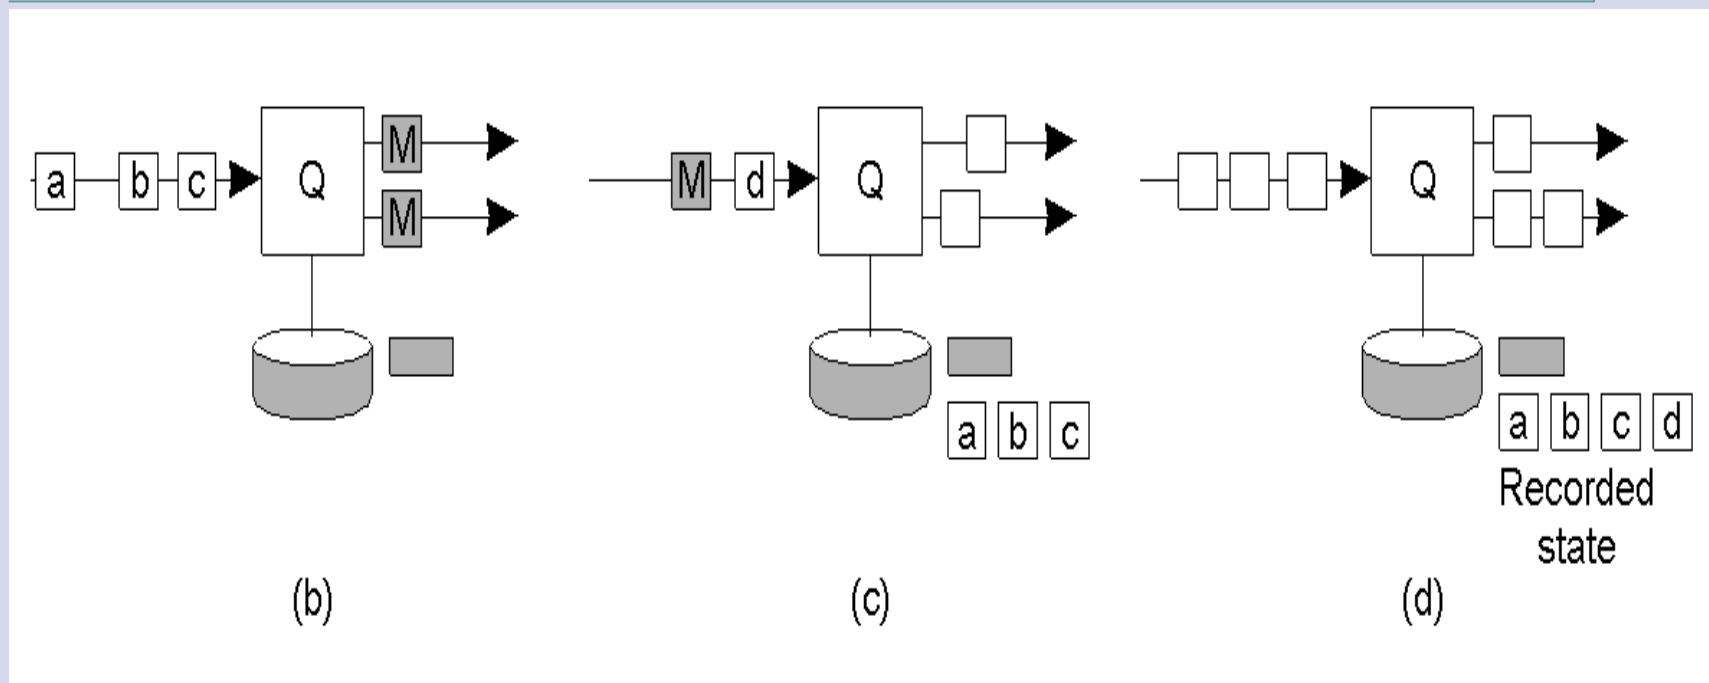 M
a b c Q
M
(b)
M d Q
a b c
(c)
Q
a b c d
Recorded
state
(d)